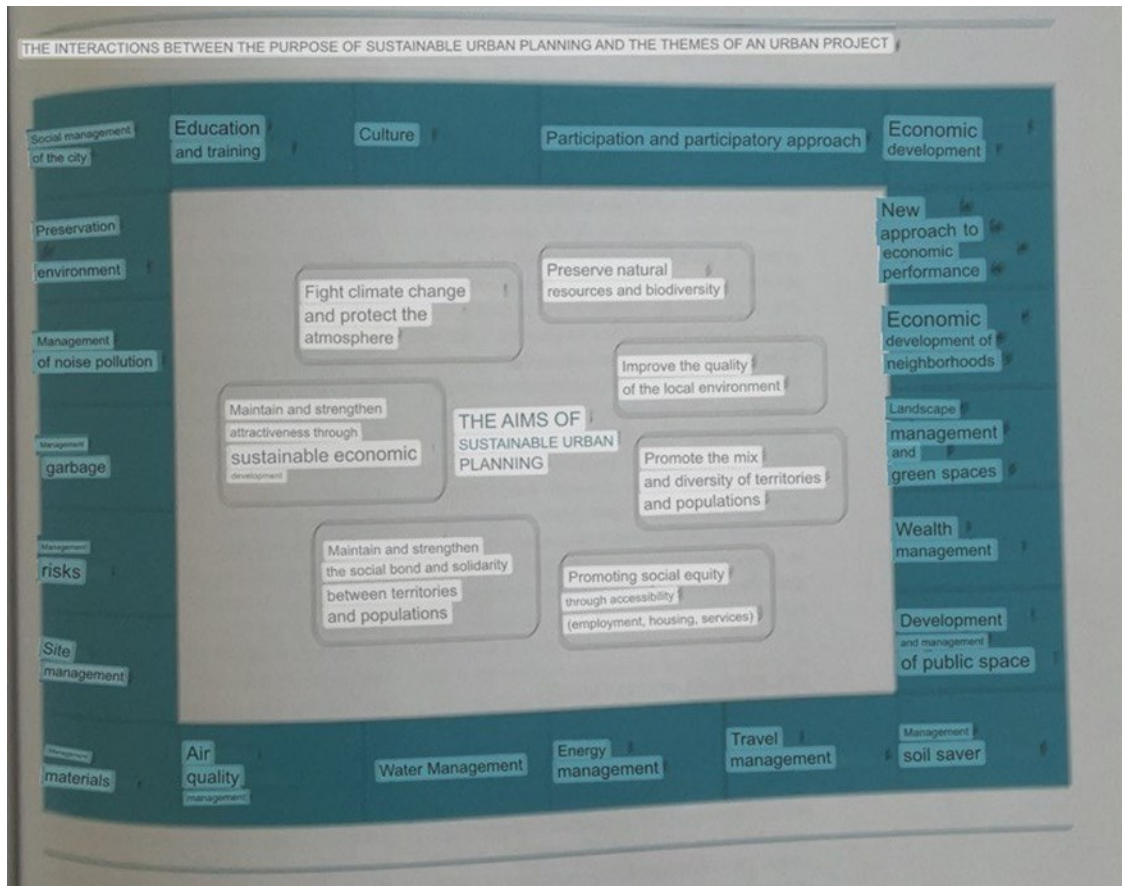 THE INTERACTIONS BETWEEN THE PURPOSE OF SUSTAINABLE URBAN PLANNING AND THE THEMES OF AN URBAN PROJECT
Social management
of the city
Education
and training
Culture
Participation and participatory approach
Economic
development
Preservation
environment
Management
of noise pollution
Management
garbage
Management
risks
Site
management
Management
materials
Fight climate change
and protect the
atmosphere
Preserve natural
resources and biodiversity
Improve the quality
of the local environment
Maintain and strengthen
attractiveness through
sustainable economic
development
THE AIMS OF
SUSTAINABLE URBAN
PLANNING
Promote the mix
and diversity of territories
and populations
Maintain and strengthen
the social bond and solidarity
between territories
and populations
Promoting social equity
through accessibility
(employment, housing, services)
New
approach to
economic
performance
Economic
development of
neighborhoods
Landscape
management
and
green spaces
Wealth
management
Development
and management
of public space
Air
quality
management
Water Management
Energy
management
Travel
management
Management
soil saver